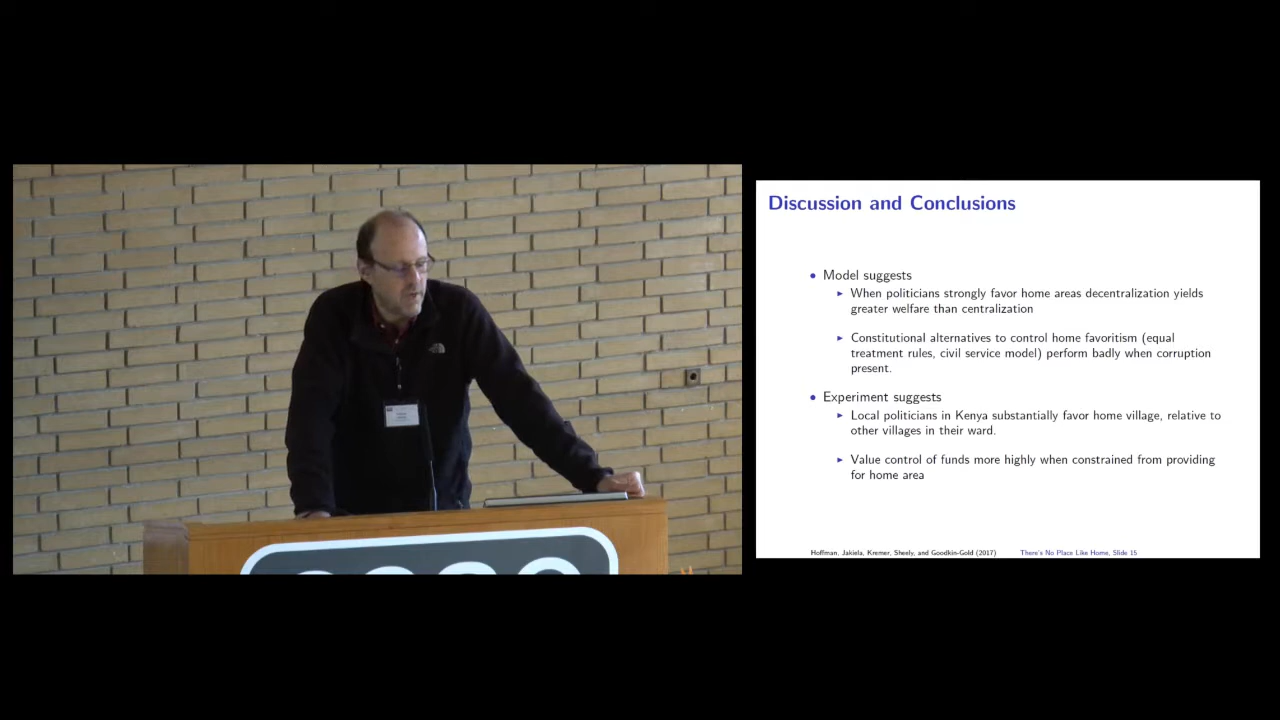 Discussion and Conclusions
• Model suggests
▶ When politicians strongly favor home areas decentralization yields
greater welfare than centralization
▶ Constitutional alternatives to control home favoritism (equal
treatment rules, civil service model) perform badly when corruption
present.
• Experiment suggests
▶ Local politicians in Kenya substantially favor home village, relative to
other villages in their ward.
▶ Value control of funds more highly when constrained from providing
for home area
Hoffman, Jakiela, Kremer, Sheely, and Goodkin-Gold (2017) There's No Place Like Home, Slide 15